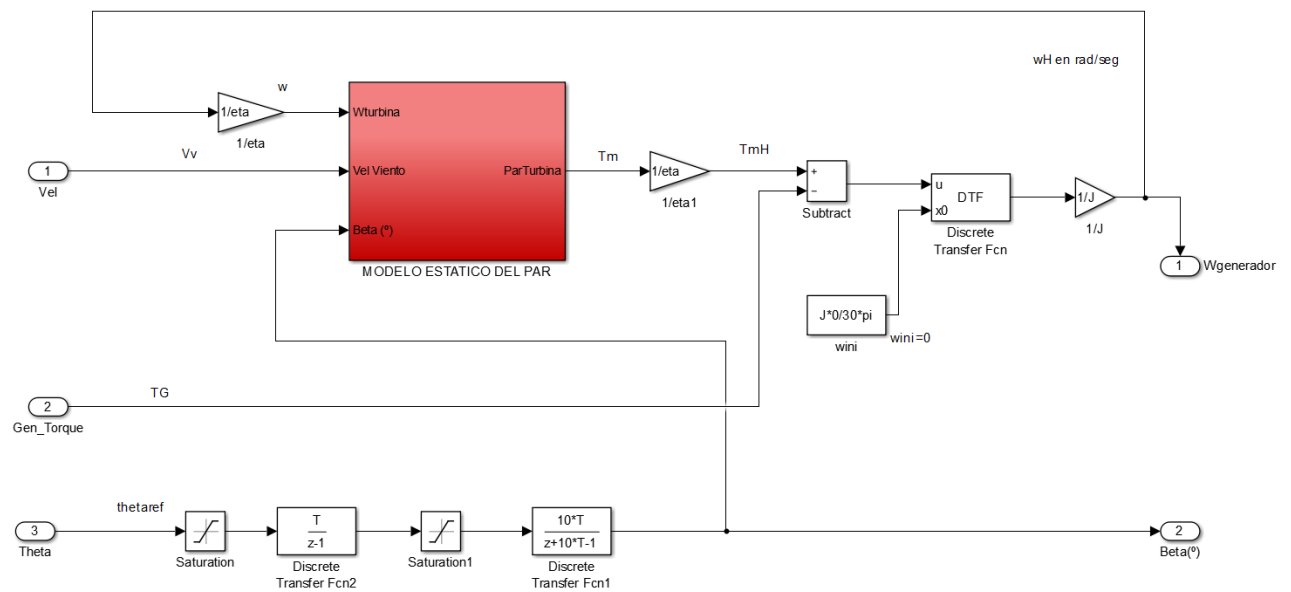 wH en rad/seg
w
1/eta
1/eta
Wturbina
Vv
1
Vel
Vel Viento
ParTurbina
Tm
1/eta
1/eta1
TmH
+
−
Subtract
u
x0
DTF
Discrete
Transfer Fcn
1/J
1/J
Beta (º)
MODELO ESTATICO DEL PAR
1
Wgenerador
J*0/30*pi
wini
wini=0
TG
2
Gen_Torque
thetaref
3
Theta
Saturation
T
z-1
Discrete
Transfer Fcn2
Saturation1
10*T
z+10*T-1
Discrete
Transfer Fcn1
2
Beta(º)